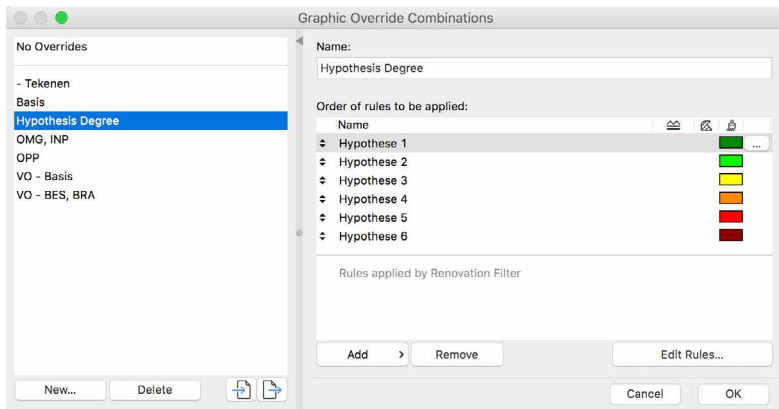 Graphic Override Combinations
No Overrides
- Tekenen
Basis
Hypothesis Degree
OMG, INP
OPP
VO - Basis
VO - BES, BRA
New...
Delete
Name:
Hypothesis Degree
Order of rules to be applied:
Name
Hypothese 1
...
Hypothese 2
Hypothese 3
Hypothese 4
Hypothese 5
Hypothese 6
Rules applied by Renovation Filter
Add
Remove
Edit Rules...
Cancel
OK